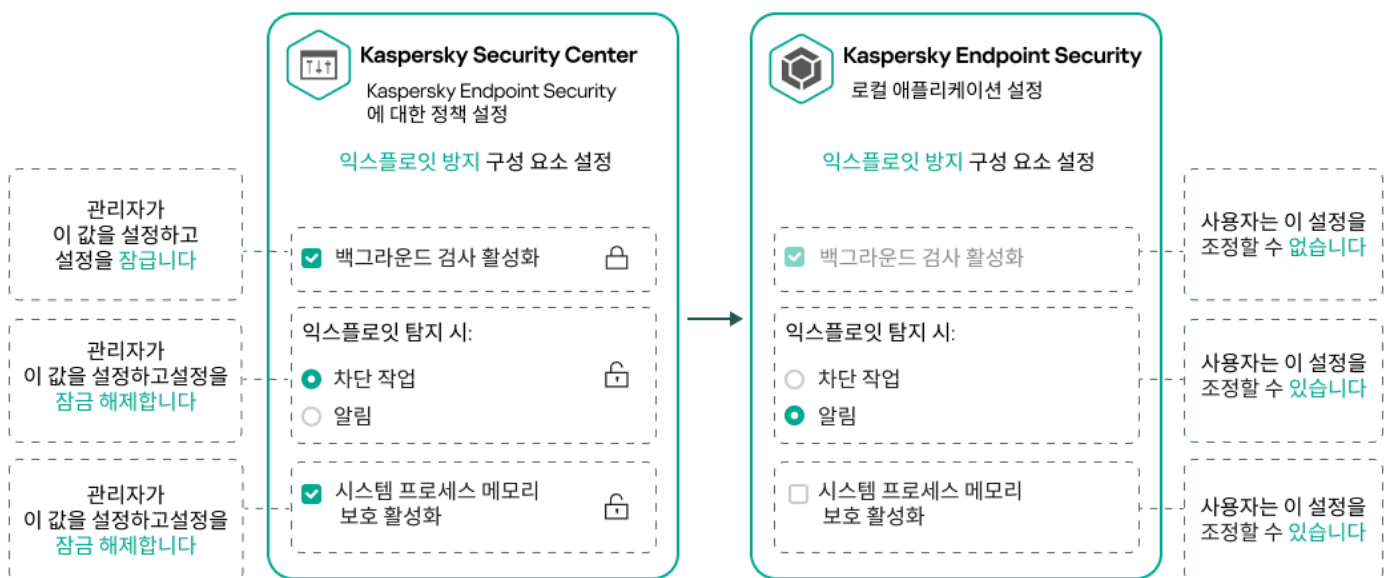 Kaspersky Security Center
Kaspersky Endpoint Security
에 대한 정책 설정
익스플로잇 방지 구성 요소 설정
관리자가
이 값을 설정하고
설정을 잠급니다
백그라운드 검사 활성화
관리자가
이 값을 설정하고설정을
잠금 해제합니다
익스플로잇 탐지 시:
차단 작업
알림
관리자가
이 값을 설정하고설정을
잠금 해제합니다
시스템 프로세스 메모리
보호 활성화
Kaspersky Endpoint Security
로컬 애플리케이션 설정
익스플로잇 방지 구성 요소 설정
백그라운드 검사 활성화
사용자는 이 설정을
조정할 수 없습니다
익스플로잇 탐지 시:
차단 작업
알림
사용자는 이 설정을
조정할 수 있습니다
시스템 프로세스 메모리
보호 활성화
사용자는 이 설정을
조정할 수 있습니다